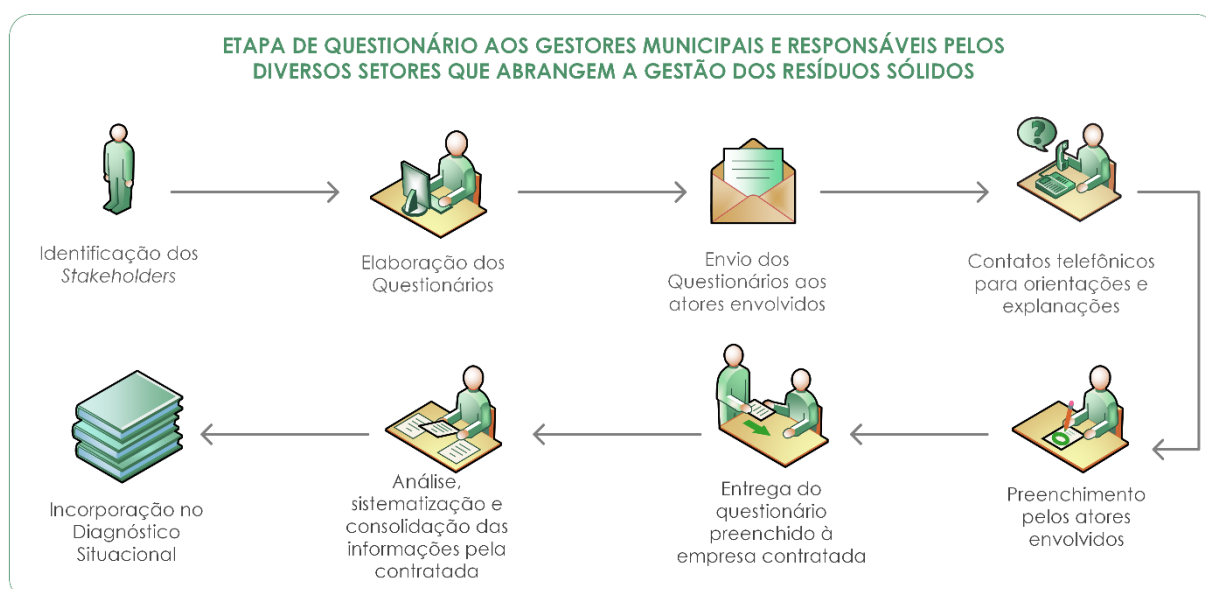 ETAPA DE QUESTIONÁRIO AOS GESTORES MUNICIPAIS E RESPONSÁVEIS PELOS
DIVERSOS SETORES QUE ABRANGEM A GESTÃO DOS RESÍDUOS SÓLIDOS
Identificação dos
Stakeholders
Elaboração dos
Questionários
Envio dos
Questionários aos
atores envolvidos
?
Contatos telefônicos
para orientações e
explanações
Preenchimento
pelos atores
envolvidos
Entrega do
questionário
preenchido à
empresa contratada
Análise,
sistematização e
consolidação das
informações pela
contratada
Incorporação no
Diagnóstico
Situacional